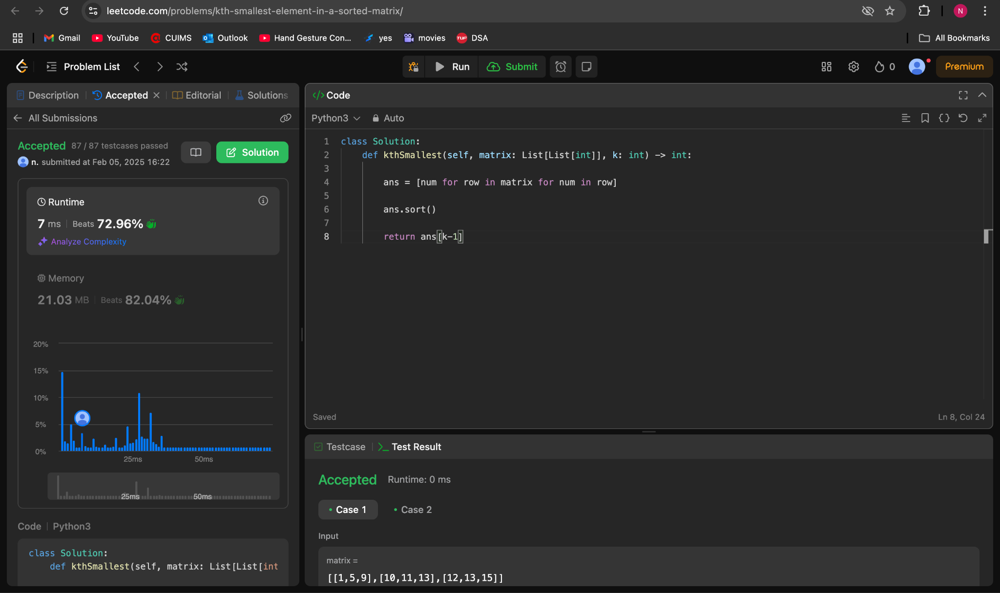 leetcode.com/problems/kth-smallest-element-in-a-sorted-matrix/
N
Gmail YouTube CUIMS Outlook Hand Gesture Con... yes movies TUF DSA All Bookmarks
Problem List Run Submit 0 Premium
Description Accepted Editorial Solutions
All Submissions
Accepted 87 / 87 testcases passed
n. submitted at Feb 05, 2025 16:22
Solution
Runtime
7 ms Beats 72.96%
Analyze Complexity
Memory
21.03 MB Beats 82.04%
20%
15%
10%
5%
0%
25ms 50ms
25ms 50ms
Code Python3
class Solution:
def kthSmallest(self, matrix: List[List[int
</> Code
Python3 Auto
1 class Solution:
2 def kthSmallest(self, matrix: List[List[int]], k: int) -> int:
3
4 ans = [num for row in matrix for num in row]
5
6 ans.sort()
7
8 return ans[k-1]
Saved Ln 8, Col 24
Testcase >_ Test Result
Accepted Runtime: 0 ms
• Case 1 • Case 2
Input
matrix =
[[1,5,9],[10,11,13],[12,13,15]]